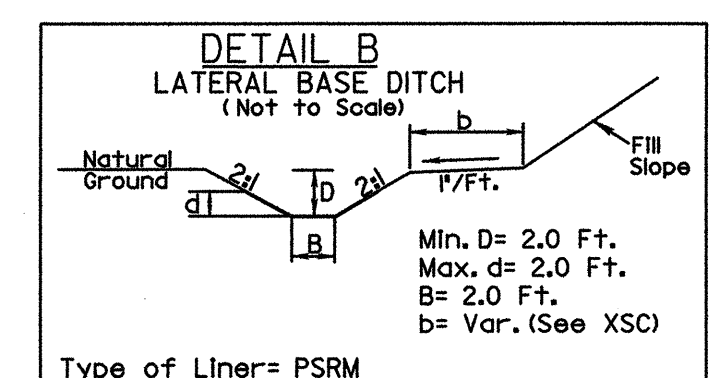 DETAIL B
LATERAL BASE DITCH
(Not to Scale)
b
Natural
Ground
2:1
D
2:1
1"/Ft.
Fill
Slope
d
B
Min. D= 2.0 Ft.
Max. d= 2.0 Ft.
B= 2.0 Ft.
b= Var. (See XSC)
Type of Liner= PSRM